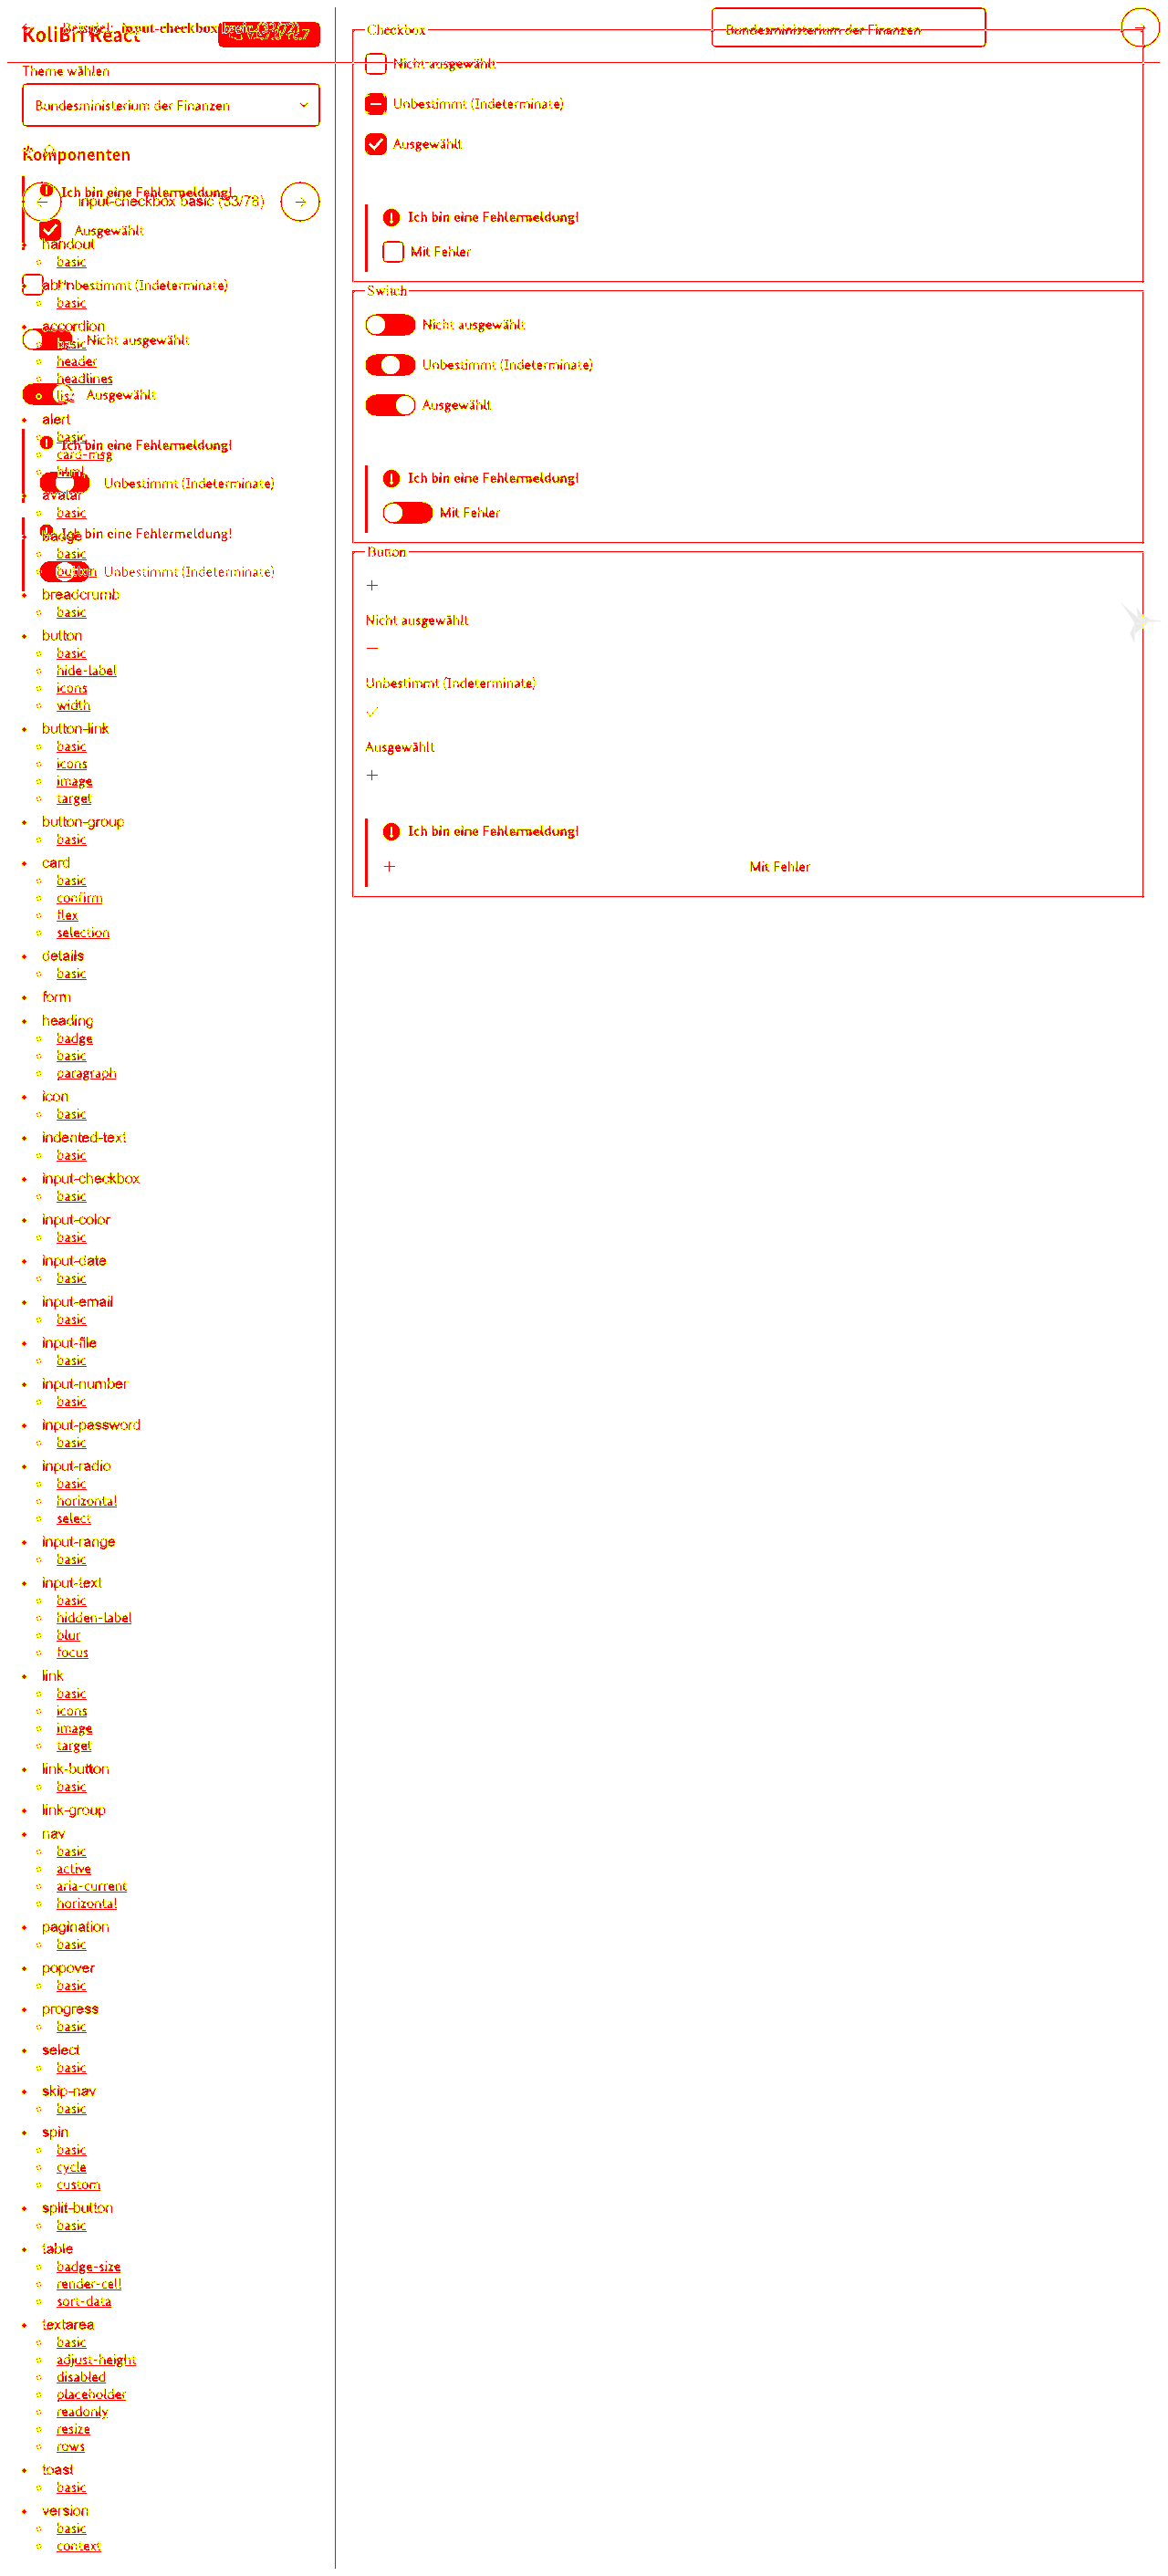 KoliBri React
Beispiel: input-checkbox
Bundesministerium der Finanzen
Theme wählen
Bundesministerium der Finanzen
Komponenten
Ich bin eine Fehlermeldung!
input-checkbox basic (33/78)
Ausgewählt
handout
basic
Unbestimmt (Indeterminate)
abbr
basic
accordion
basic
Nicht ausgewählt
header
headlines
list
Ausgewählt
alert
basic
Ich bin eine Fehlermeldung!
card-msg
html
Unbestimmt (Indeterminate)
avatar
basic
Ich bin eine Fehlermeldung!
badge
basic
button
Unbestimmt (Indeterminate)
breadcrumb
basic
button
basic
hide-label
icons
width
button-link
basic
icons
image
target
button-group
basic
card
basic
confirm
flex
selection
details
basic
form
heading
badge
basic
paragraph
icon
basic
indented-text
basic
input-checkbox
basic
input-color
basic
input-date
basic
input-email
basic
input-file
basic
input-number
basic
input-password
basic
input-radio
basic
horizontal
select
input-range
basic
input-text
basic
hidden-label
blur
focus
link
basic
icons
image
target
link-button
basic
link-group
nav
basic
active
aria-current
horizontal
pagination
basic
popover
basic
progress
basic
select
basic
skip-nav
basic
spin
basic
cycle
custom
split-button
basic
table
badge-size
render-cell
sort-data
textarea
basic
adjust-height
disabled
placeholder
readonly
resize
rows
toast
basic
version
basic
context
Checkbox
Nicht ausgewählt
Unbestimmt (Indeterminate)
Ausgewählt
Ich bin eine Fehlermeldung!
Mit Fehler
Switch
Nicht ausgewählt
Unbestimmt (Indeterminate)
Ausgewählt
Ich bin eine Fehlermeldung!
Mit Fehler
Button
Nicht ausgewählt
Unbestimmt (Indeterminate)
Ausgewählt
Ich bin eine Fehlermeldung!
Mit Fehler